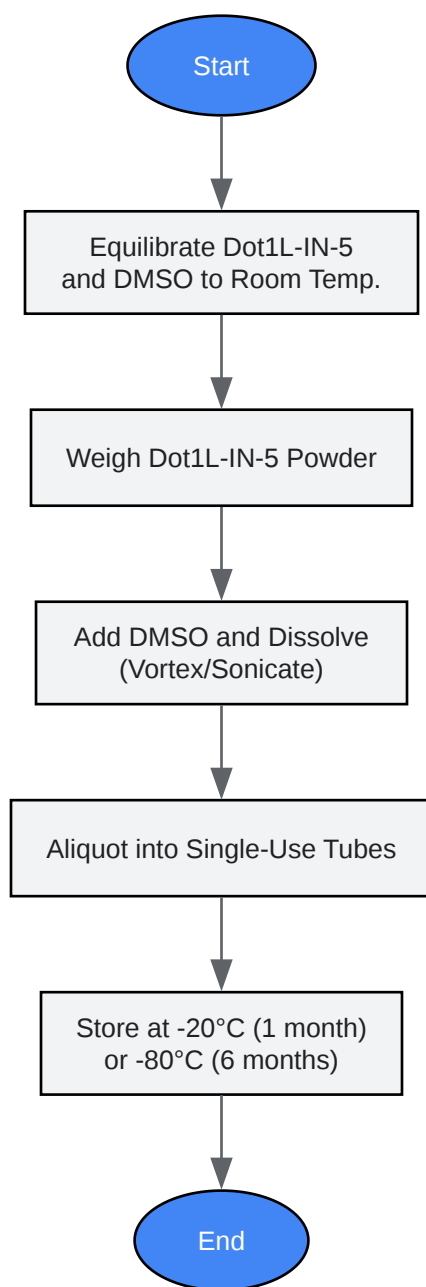 Start
Equilibrate Dot1L-IN-5
and DMSO to Room Temp.
Weigh Dot1L-IN-5 Powder
Add DMSO and Dissolve
(Vortex/Sonicate)
Aliquot into Single-Use Tubes
Store at -20°C (1 month)
or -80°C (6 months)
End